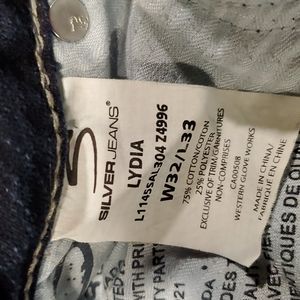 S
SILVER JEANS®
LYDIA
L1145SSAL304 Z4996
W32/L33
75% COTTON/COTON
25% POLYESTER
EXCLUSIVE OF TRIM/GARNITURES
CA00508
WESTERN GLOVE WORKS
MADE IN CHINA/
FABRIQUÉ EN CHINE